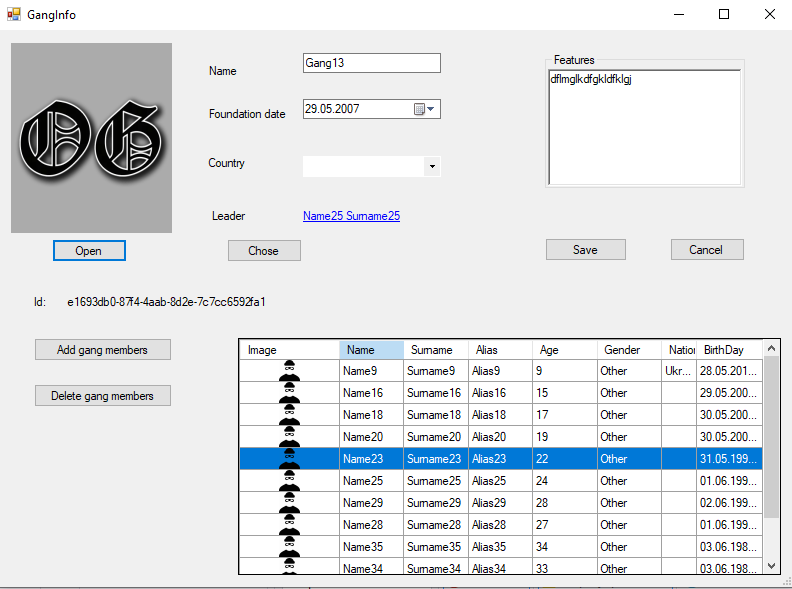 GangInfo
OG
Name
Gang13
Foundation date
29.05.2007
Country
Leader
Name25 Surname25
Features
dflmglkdfgkldfklgj
Open
Chose
Save
Cancel
Id: e1693db0-87f4-4aab-8d2e-7c7cc6592fa1
Add gang members
Delete gang members
Image Name Surname Alias Age Gender Nation BirthDay
Name9 Surname9 Alias9 9 Other Ukr... 28.05.201...
Name16 Surname16 Alias16 15 Other 29.05.200...
Name18 Surname18 Alias18 17 Other 30.05.200...
Name20 Surname20 Alias20 19 Other 30.05.200...
Name23 Surname23 Alias23 22 Other 31.05.199...
Name25 Surname25 Alias25 24 Other 01.06.199...
Name29 Surname29 Alias29 28 Other 02.06.199...
Name28 Surname28 Alias28 27 Other 01.06.199...
Name35 Surname35 Alias35 34 Other 03.06.198...
Name34 Surname34 Alias34 33 Other 03.06.198...